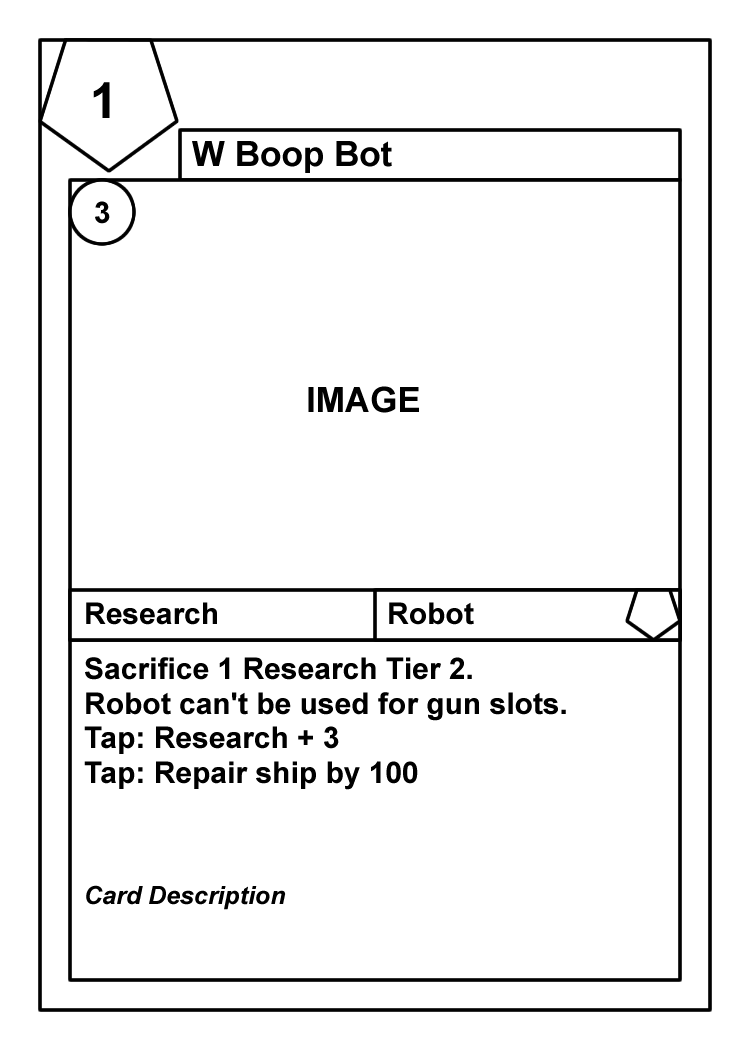 1
W Boop Bot
3
IMAGE
Research
Robot
Sacrifice 1 Research Tier 2.
Robot can't be used for gun slots.
Tap: Research + 3
Tap: Repair ship by 100
Card Description